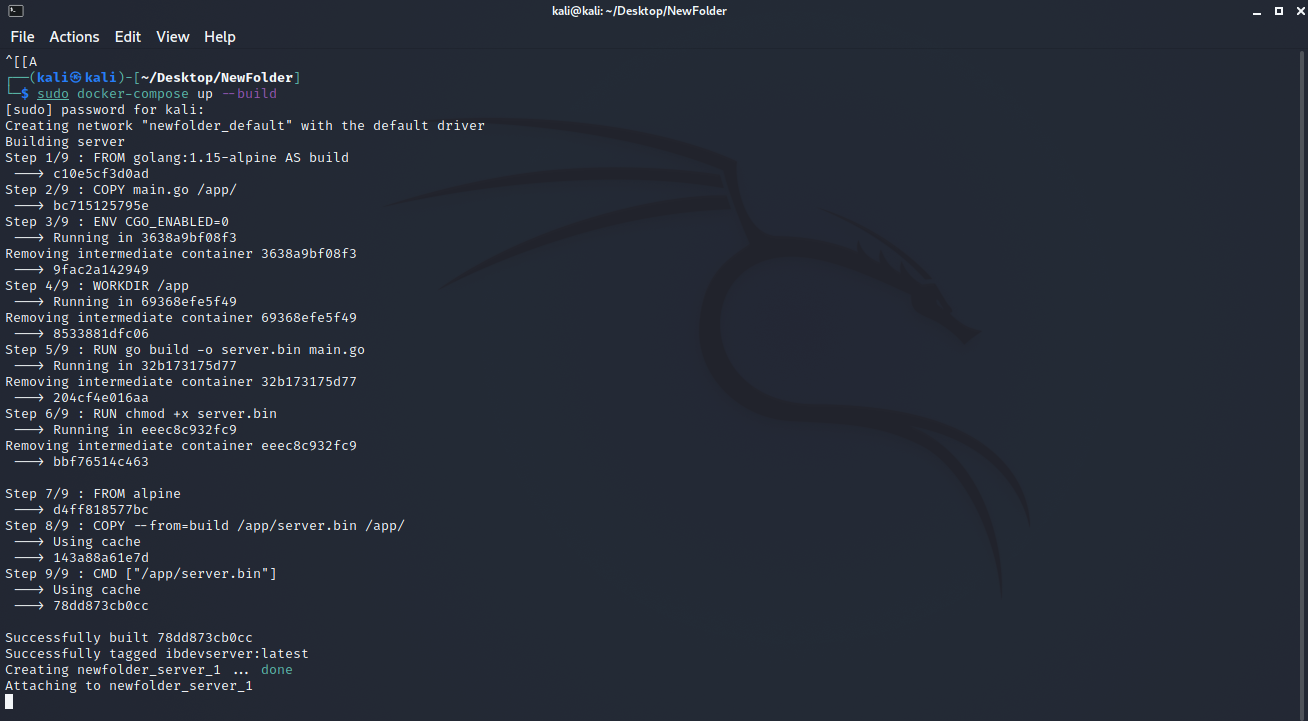 kali@kali: ~/Desktop/NewFolder
File Actions Edit View Help
^[[A
┌──(kali㉿kali)-[~/Desktop/NewFolder]
└─$ sudo docker-compose up --build
[sudo] password for kali:
Creating network "newfolder_default" with the default driver
Building server
Step 1/9 : FROM golang:1.15-alpine AS build
---> c10e5cf3d0ad
Step 2/9 : COPY main.go /app/
---> bc715125795e
Step 3/9 : ENV CGO_ENABLED=0
---> Running in 3638a9bf08f3
Removing intermediate container 3638a9bf08f3
---> 9fac2a142949
Step 4/9 : WORKDIR /app
---> Running in 69368efe5f49
Removing intermediate container 69368efe5f49
---> 8533881dfc06
Step 5/9 : RUN go build -o server.bin main.go
---> Running in 32b173175d77
Removing intermediate container 32b173175d77
---> 204cf4e016aa
Step 6/9 : RUN chmod +x server.bin
---> Running in eeec8c932fc9
Removing intermediate container eeec8c932fc9
---> bbf76514c463
Step 7/9 : FROM alpine
---> d4ff818577bc
Step 8/9 : COPY --from=build /app/server.bin /app/
---> Using cache
---> 143a88a61e7d
Step 9/9 : CMD ["/app/server.bin"]
---> Using cache
---> 78dd873cb0cc
Successfully built 78dd873cb0cc
Successfully tagged ibdevserver:latest
Creating newfolder_server_1 ... done
Attaching to newfolder_server_1